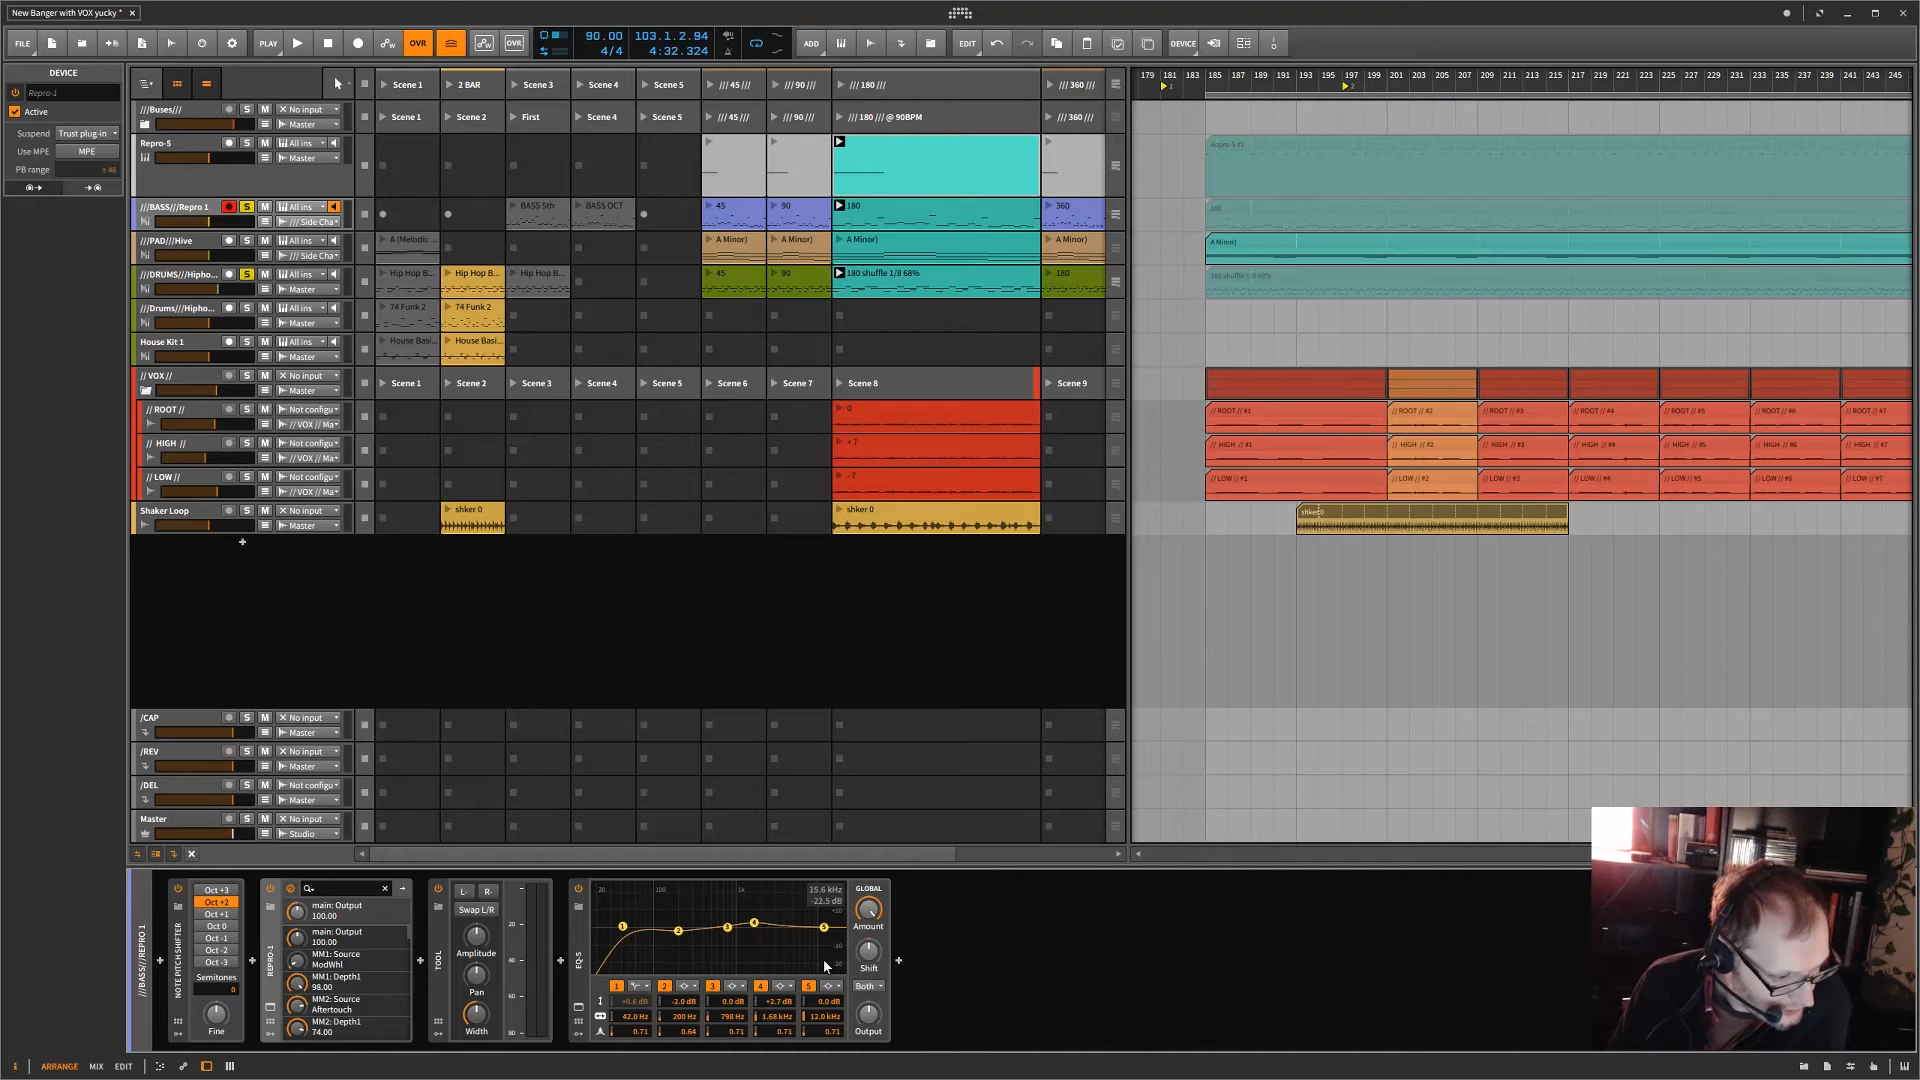 New Banger with VOX yucky *
FILE PLAY OVR OVR 90.00 103.1.2.94 ADD EDIT DEVICE
4/4 4:32.324
DEVICE
Repro-1
Active
Suspend Trust plug-in
Use MPE MPE
PB range ± 48
Scene 1 2 BAR Scene 3 Scene 4 Scene 5 /// 45 /// /// 90 /// /// 180 /// /// 360 ///
179 181 183 185 187 189 191 193 195 197 199 201 203 205 207 209 211 213 215 217 219 221 223 225 227 229 231 233 235 237 239 241 243 245
1 2
///Buses/// S M No input
Master
Scene 1 Scene 2 First Scene 4 Scene 5 /// 45 /// /// 90 /// /// 180 /// @ 90BPM /// 360 ///
Repro-5 S M All ins
Master
Repro-5 #1
///BASS///Repro 1 S M All ins
/// Side Cha
BASS 5th BASS OCT 45 90 180 360
180
///PAD///Hive S M All ins
/// Side Cha
A (Melodic ... A Minor) A Minor) A Minor) A Minor)
A Minor)
///DRUMS///Hipho... S M All ins
Master
Hip Hop B... Hip Hop B... Hip Hop B... 45 90 180 shuffle 1/8 68% 180
180 shuffle 1/8 68%
///Drums///Hipho... S M All ins
Master
74 Funk 2 74 Funk 2
House Kit 1 S M All ins
Master
House Basi... House Basi...
// VOX // S M No input
Master
Scene 1 Scene 2 Scene 3 Scene 4 Scene 5 Scene 6 Scene 7 Scene 8 Scene 9
// ROOT // S M Not configu
// VOX // Ma
0
// ROOT // #1 // ROOT // #2 // ROOT // #3 // ROOT // #4 // ROOT // #5 // ROOT // #6 // ROOT // #7
// HIGH // S M Not configu
// VOX // Ma
+ 7
// HIGH // #1 // HIGH // #2 // HIGH // #3 // HIGH // #4 // HIGH // #5 // HIGH // #6 // HIGH // #7
// LOW // S M Not configu
// VOX // Ma
- 7
// LOW // #1 // LOW // #2 // LOW // #3 // LOW // #4 // LOW // #5 // LOW // #6 // LOW // #7
Shaker Loop S M No input
Master
shker 0 shker 0
shker 0
/CAP S M No input
Master
/REV S M No input
Master
/DEL S M Not configu
Master
Master S M No input
Studio
///BASS///REPRO 1
NOTE PITCH SHIFTER
Oct +3
Oct +2
Oct +1
Oct 0
Oct -1
Oct -2
Oct -3
Semitones
0
Fine
REPRO-1
main: Output
100.00
main: Output
100.00
MM1: Source
ModWhl
MM1: Depth1
98.00
MM2: Source
Aftertouch
MM2: Depth1
74.00
TOOL
L- R-
Swap L/R
Amplitude
Pan
Width
20
40
60
80
EQ-5
20 100 1k 15.6 kHz
-22.5 dB
+10
-10
-20
1 2 3 4 5
1 2 3 4 5
+0.6 dB -2.0 dB 0.0 dB +2.7 dB 0.0 dB
42.0 Hz 200 Hz 798 Hz 1.68 kHz 12.0 kHz
0.71 0.64 0.71 0.71 0.71
GLOBAL
Amount
Shift
Both
Output
ARRANGE MIX EDIT